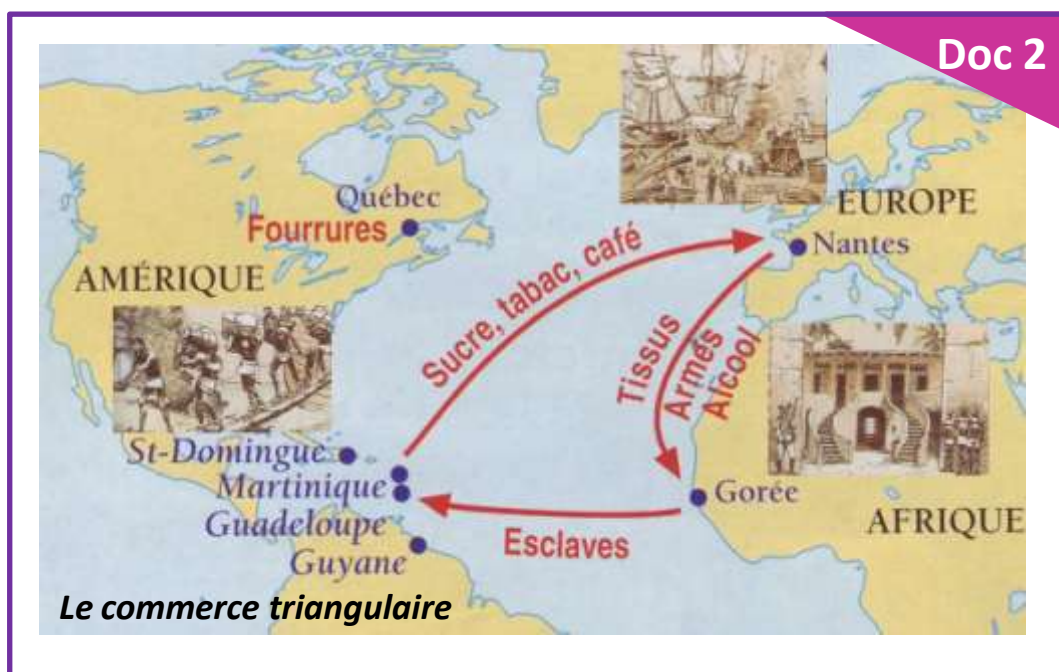 Doc 2
Québec
Fourrures
AMÉRIQUE
EUROPE
Nantes
Sucre, tabac, café
Tissus
Armés
Alcool
St-Domingue
Martinique
Guadeloupe
Guyane
Gorée
AFRIQUE
Esclaves
Le commerce triangulaire